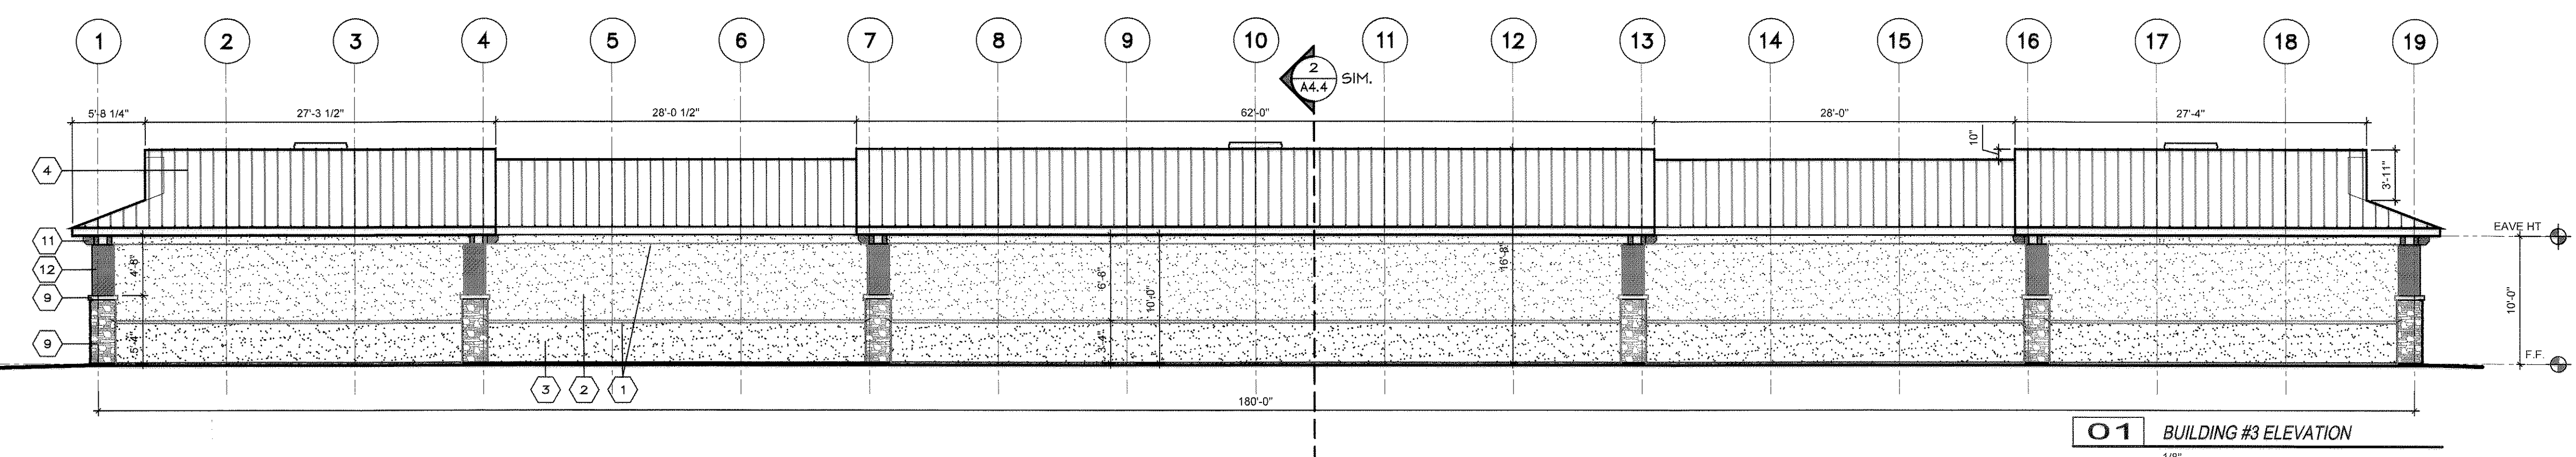 1 2 3 4 5 6 7 8 9 10 11 12 13 14 15 16 17 18 19
2
A4.4
SIM.
5'-8 1/4" 27'-3 1/2" 28'-0 1/2" 62'-0" 28'-0" 27'-4"
10"
4
3'-11"
11
EAVE HT
12
4'-8"
6'-6"
16'-8"
9
10'-0"
10'-0"
9
5'-4"
3'-4"
F.F.
3 2 1
180'-0"
01 BUILDING #3 ELEVATION
1/8"